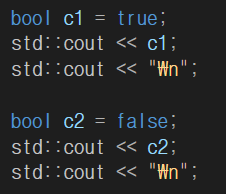 bool c1 = true;
std::cout << c1;
std::cout << "₩n";
bool c2 = false;
std::cout << c2;
std::cout << "₩n";